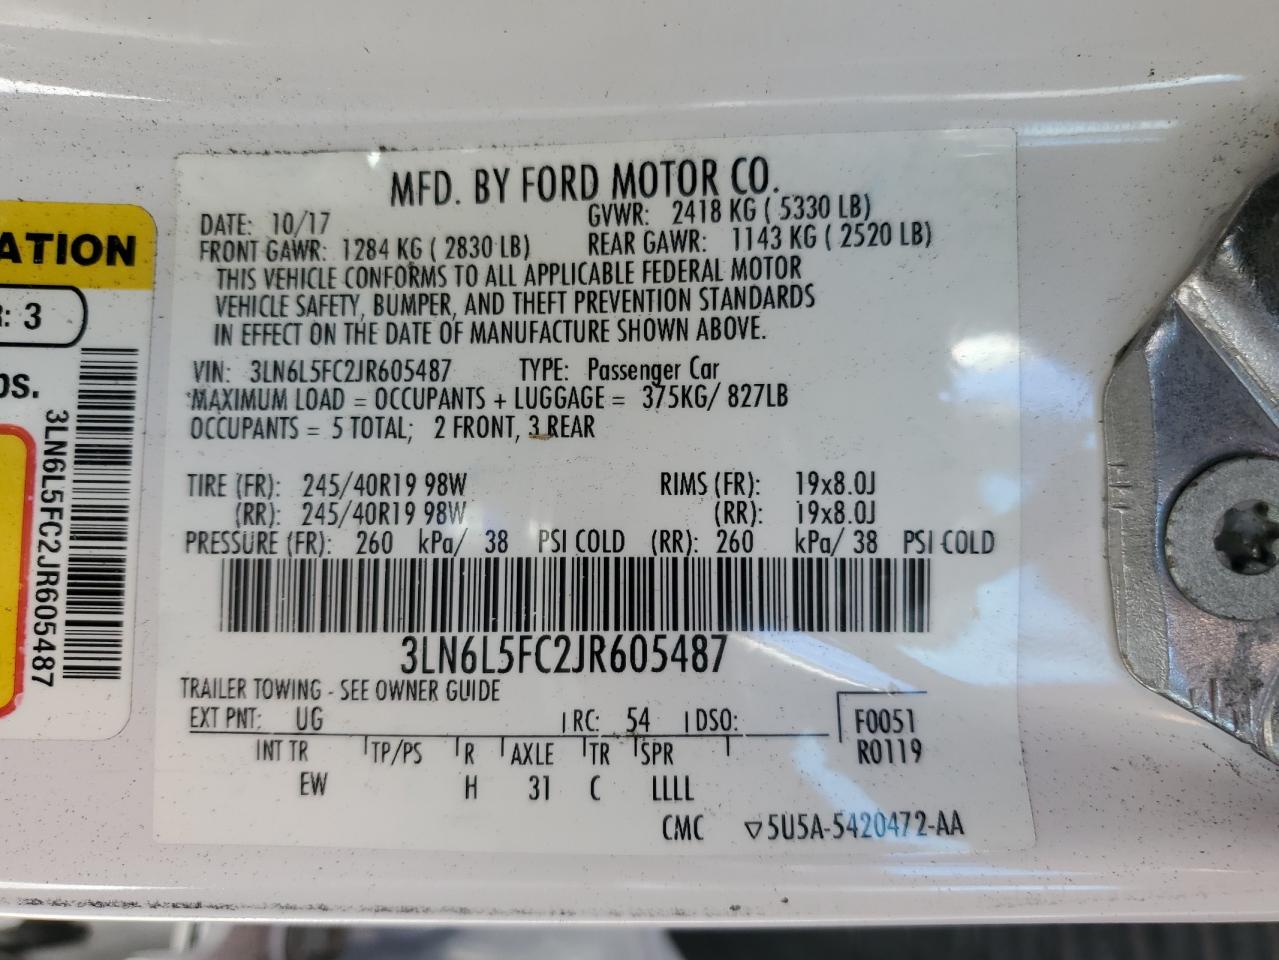 ATION
R: 3
OS.
3LN6L5FC2JR605487
MFD. BY FORD MOTOR CO.
DATE: 10/17 GVWR: 2418 KG ( 5330 LB)
FRONT GAWR: 1284 KG ( 2830 LB) REAR GAWR: 1143 KG ( 2520 LB)
THIS VEHICLE CONFORMS TO ALL APPLICABLE FEDERAL MOTOR
VEHICLE SAFETY, BUMPER, AND THEFT PREVENTION STANDARDS
IN EFFECT ON THE DATE OF MANUFACTURE SHOWN ABOVE.
VIN: 3LN6L5FC2JR605487 TYPE: Passenger Car
MAXIMUM LOAD = OCCUPANTS + LUGGAGE = 375KG/ 827LB
OCCUPANTS = 5 TOTAL; 2 FRONT, 3 REAR
TIRE (FR): 245/40R19 98W RIMS (FR): 19x8.0J
(RR): 245/40R19 98W (RR): 19x8.0J
PRESSURE (FR): 260 kPa/ 38 PSI COLD (RR): 260 kPa/ 38 PSI COLD
3LN6L5FC2JR605487
TRAILER TOWING - SEE OWNER GUIDE
EXT PNT: UG RC: 54 DSO: F0051
INT TR TP/PS R AXLE TR SPR R0119
EW H 31 C LLLL
CMC ▽5U5A-5420472-AA